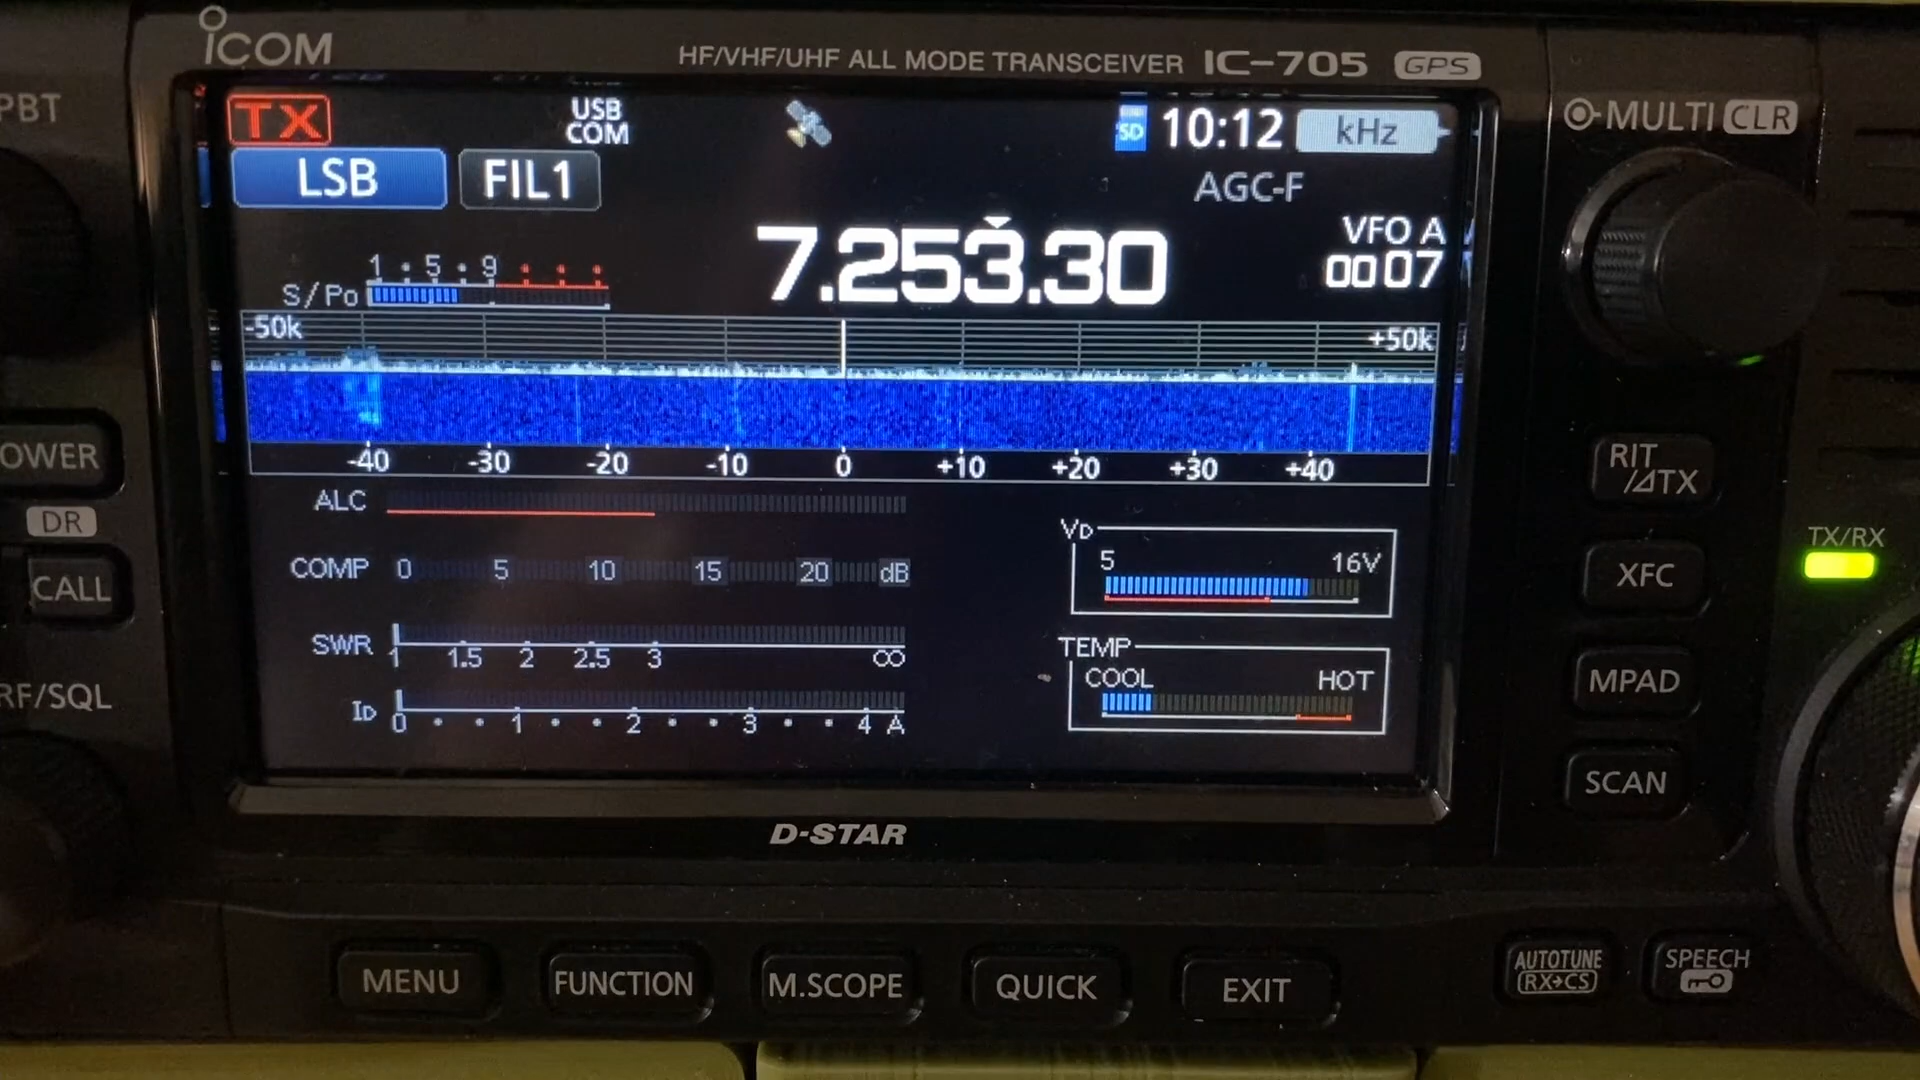 ICOM
HF/VHF/UHF ALL MODE TRANSCEIVER IC-705 GPS
PBT
TX
USB
COM
SD
10:12
kHz
MULTI CLR
LSB
FIL1
AGC-F
7.253.30
VFO A
0007
1 5 9
S/Po
-50k
+50k
-40 -30 -20 -10 0 +10 +20 +30 +40
OWER
DR
CALL
RF/SQL
ALC
COMP 0 5 10 15 20 dB
SWR 1 1.5 2 2.5 3 ∞
ID 0 1 2 3 4 A
VD
5 16V
TEMP
COOL HOT
RIT
/⊿TX
TX/RX
XFC
MPAD
SCAN
D-STAR
MENU
FUNCTION
M.SCOPE
QUICK
EXIT
AUTOTUNE
RX→CS
SPEECH